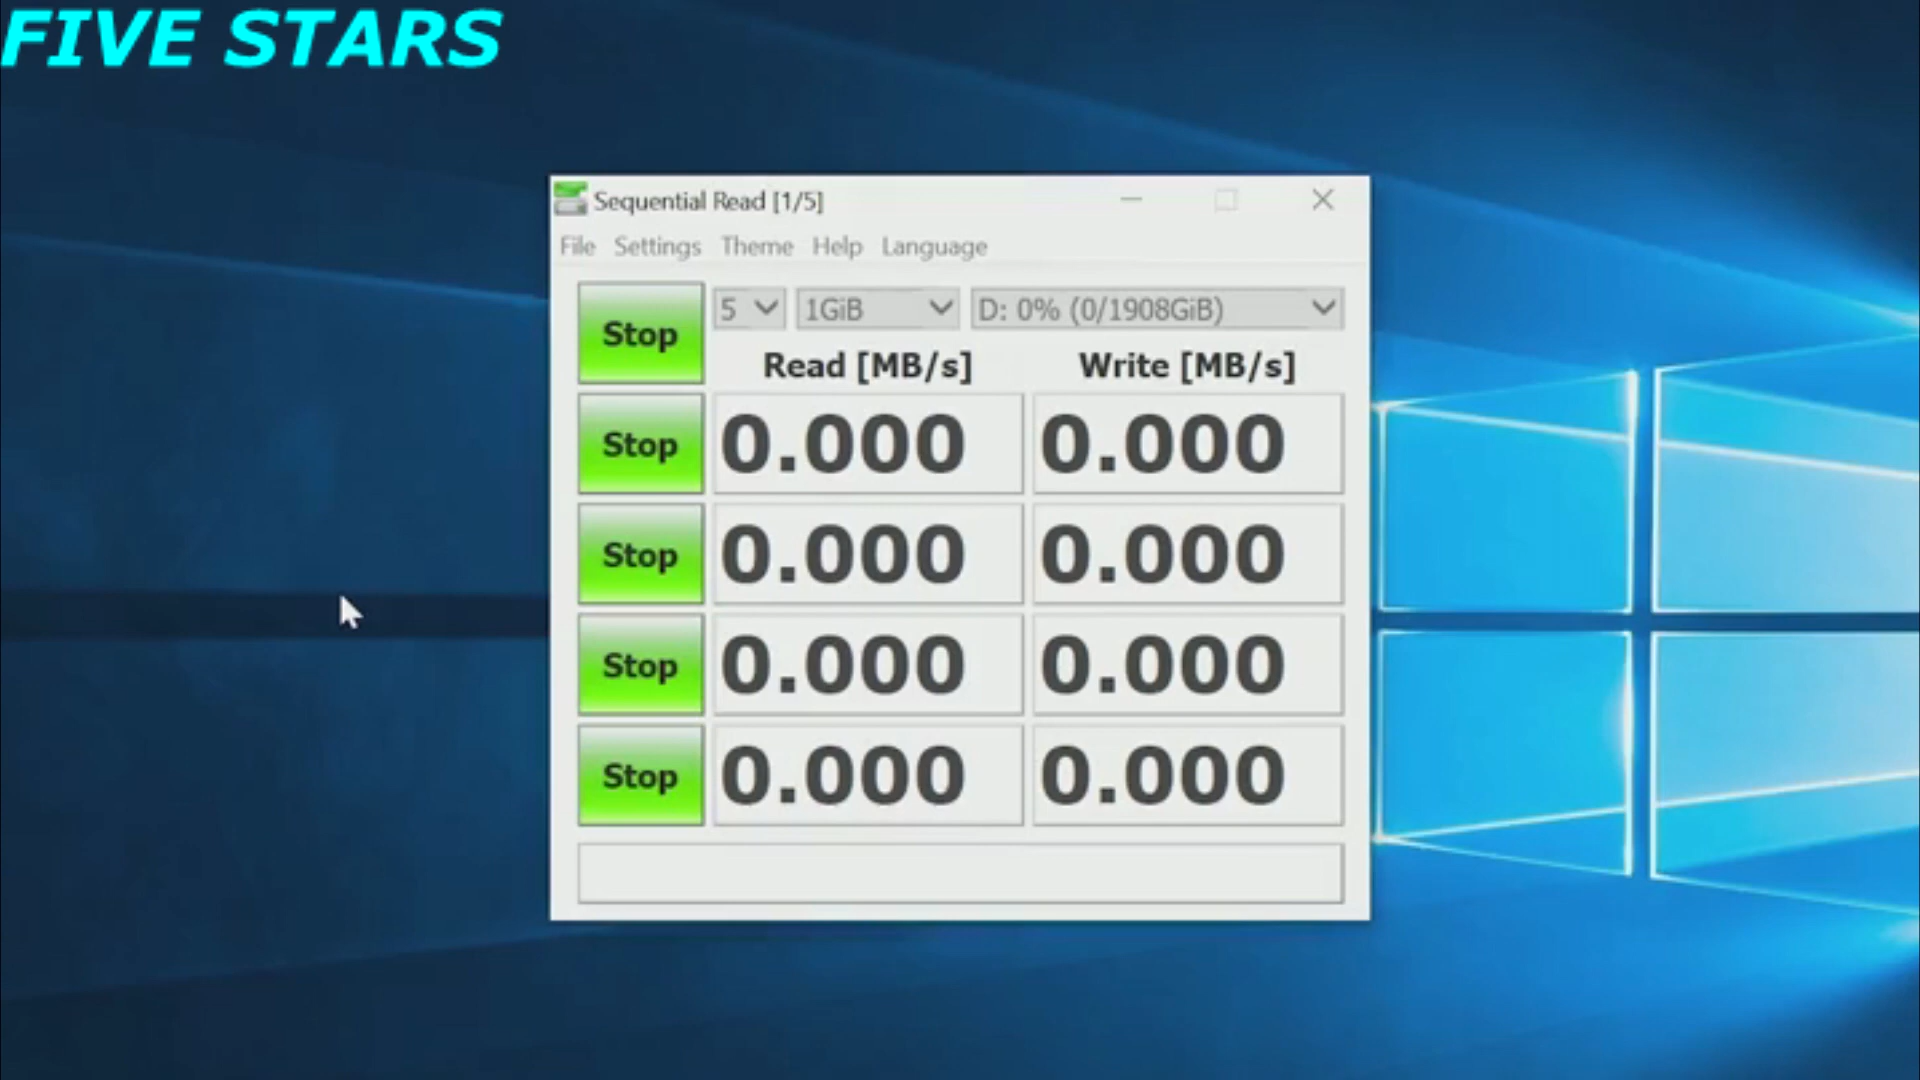 FIVE STARS
Sequential Read [1/5]
File Settings Theme Help Language
Stop 5 1GiB D: 0% (0/1908GiB)
Read [MB/s] Write [MB/s]
Stop 0.000 0.000
Stop 0.000 0.000
Stop 0.000 0.000
Stop 0.000 0.000